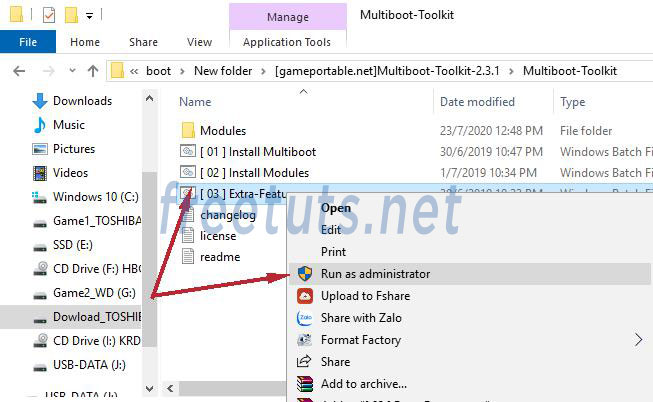 Manage
Multiboot-Toolkit
File
Home
Share
View
Application Tools
boot
New folder
[gameportable.net]Multiboot-Toolkit-2.3.1
Multiboot-Toolkit
Downloads
Music
Pictures
Videos
Windows 10 (C:)
Game1_TOSHIBA
SSD (E:)
CD Drive (F:) HBC
Game2_WD (G:)
Dowload_TOSHIB
CD Drive (I:) KRD
USB-DATA (J:)
USB-DATA (J:)
Name
Date modified
Type
Modules
23/7/2020 12:48 PM
File folder
[ 01 ] Install Multiboot
30/6/2019 10:47 PM
Windows Batch Fi
[ 02 ] Install Modules
1/7/2019 10:34 PM
Windows Batch Fi
[ 03 ] Extra-Featu
changelog
license
readme
freetuts.net
Open
Edit
Print
Run as administrator
Upload to Fshare
Zalo
Share with Zalo
Format Factory
Share
Add to archive...